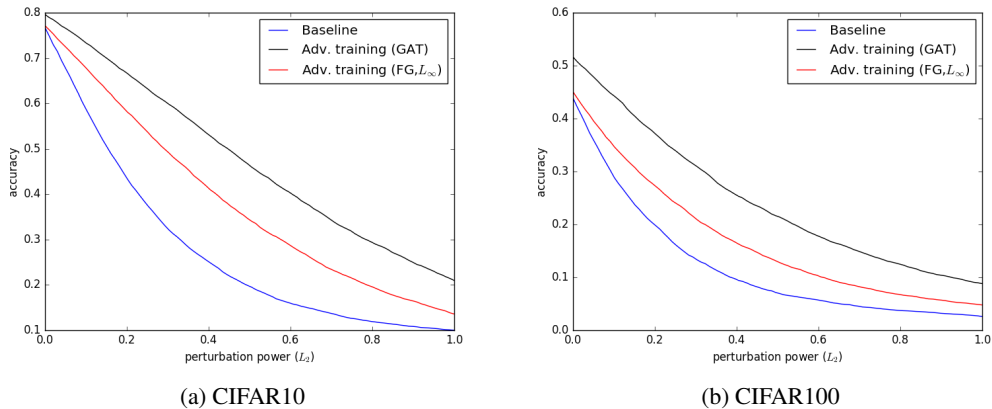 0.8
0.7
0.6
0.5
0.4
0.3
0.2
0.1
accuracy
0.0 0.2 0.4 0.6 0.8 1.0
perturbation power (L₂)
Baseline
Adv. training (GAT)
Adv. training (FG,L∞)
(a) CIFAR10
0.6
0.5
0.4
0.3
0.2
0.1
0.0
accuracy
0.0 0.2 0.4 0.6 0.8 1.0
perturbation power (L₂)
Baseline
Adv. training (GAT)
Adv. training (FG,L∞)
(b) CIFAR100